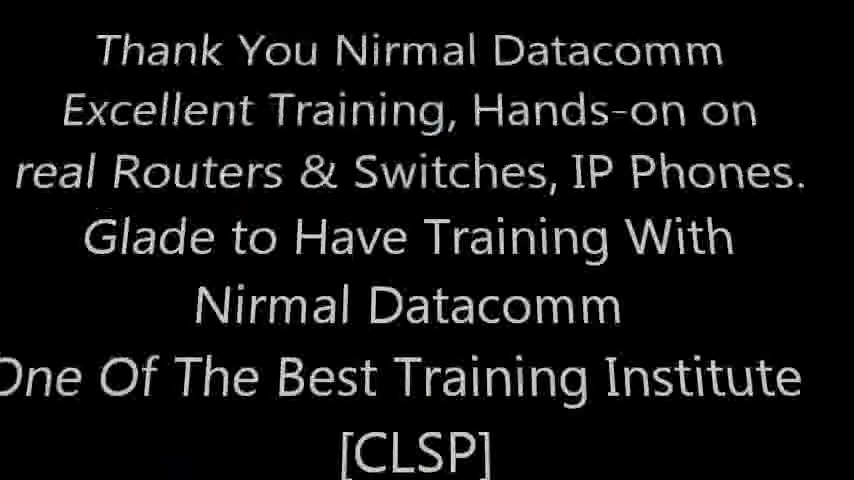 Thank You Nirmal Datacomm
Excellent Training, Hands-on on
real Routers & Switches, IP Phones.
Glade to Have Training With
Nirmal Datacomm
One Of The Best Training Institute
[CLSP]